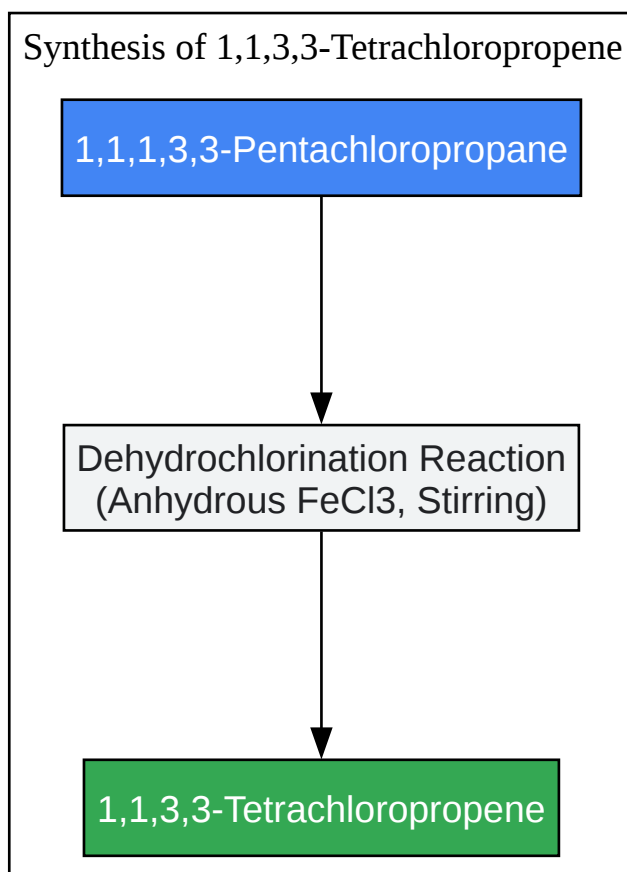 Synthesis of 1,1,3,3-Tetrachloropropene
1,1,1,3,3-Pentachloropropane
Dehydrochlorination Reaction
(Anhydrous FeCl3, Stirring)
1,1,3,3-Tetrachloropropene